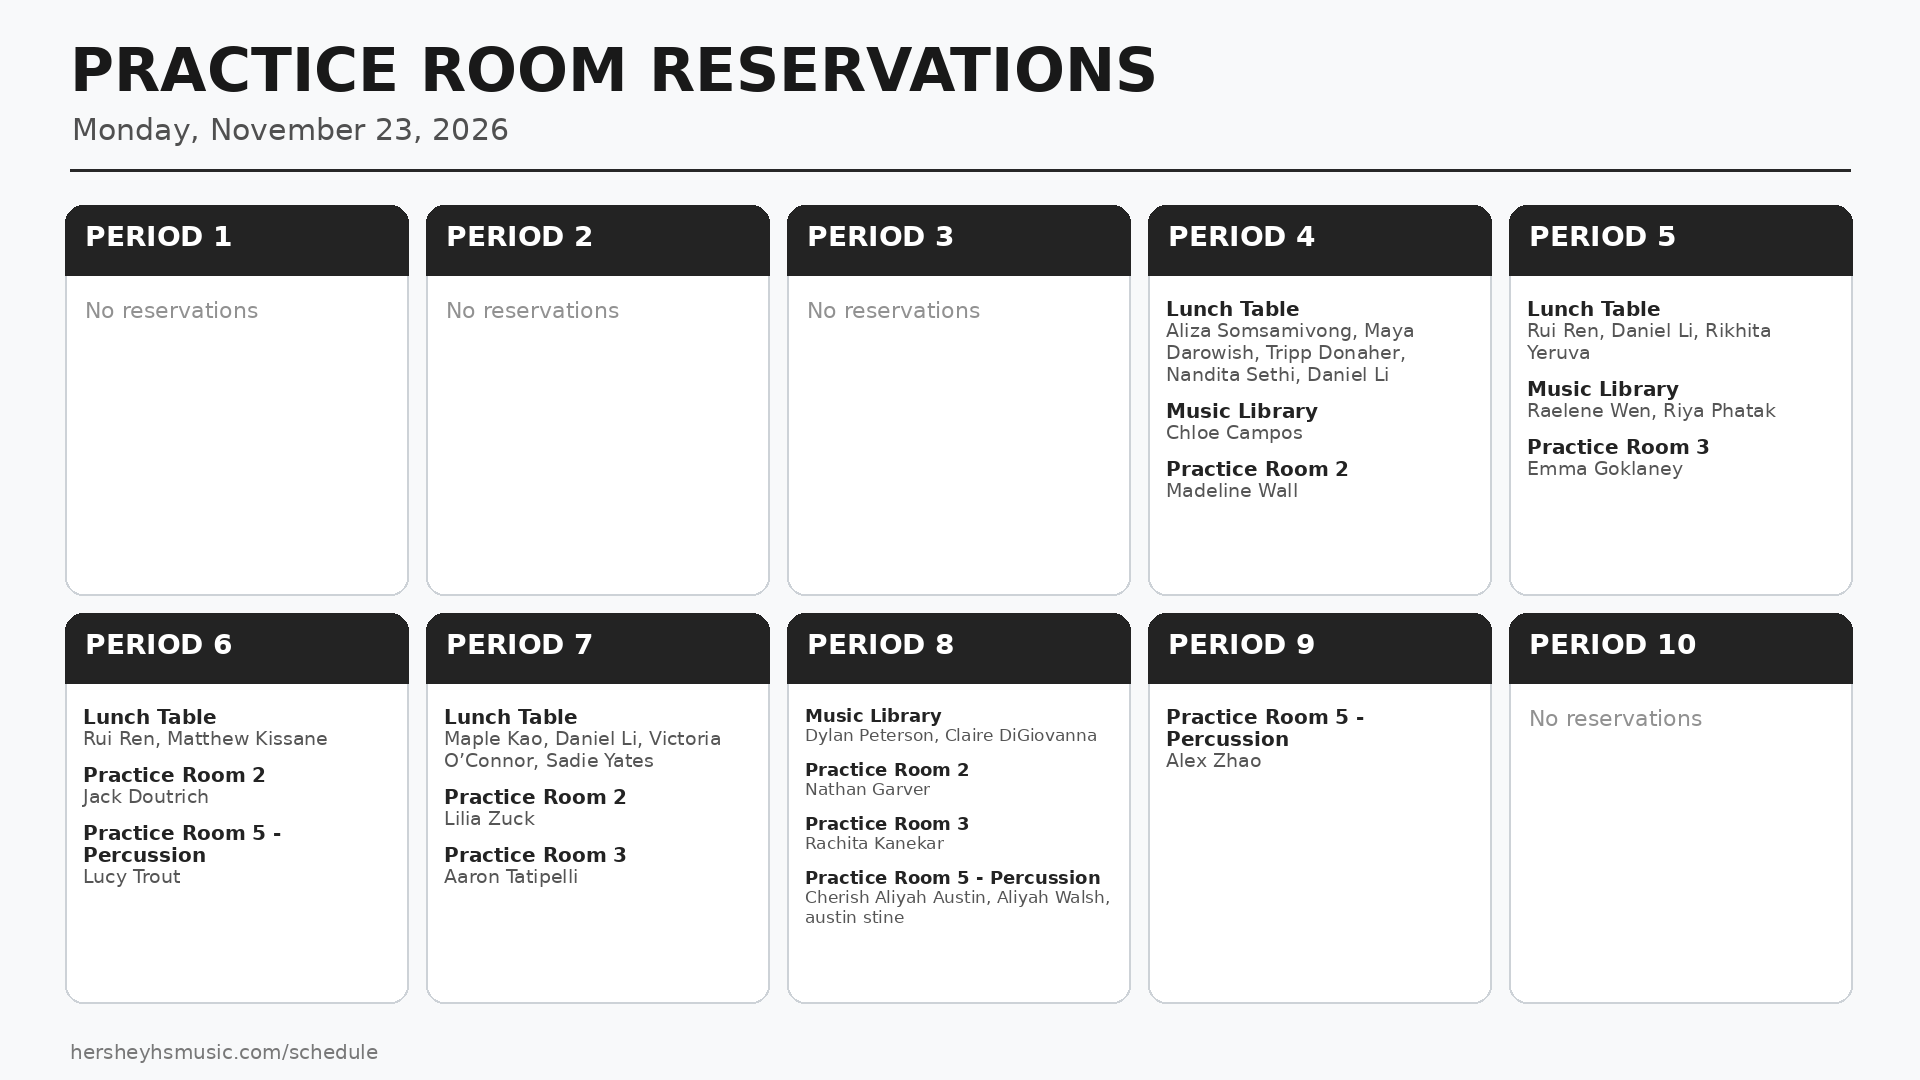 PRACTICE ROOM RESERVATIONS
Monday, November 23, 2026
PERIOD 1
No reservations
PERIOD 2
No reservations
PERIOD 3
No reservations
PERIOD 4
Lunch Table
Aliza Somsamivong, Maya
Darowish, Tripp Donaher,
Nandita Sethi, Daniel Li
Music Library
Chloe Campos
Practice Room 2
Madeline Wall
PERIOD 5
Lunch Table
Rui Ren, Daniel Li, Rikhita
Yeruva
Music Library
Raelene Wen, Riya Phatak
Practice Room 3
Emma Goklaney
PERIOD 6
Lunch Table
Rui Ren, Matthew Kissane
Practice Room 2
Jack Doutrich
Practice Room 5 -
Percussion
Lucy Trout
PERIOD 7
Lunch Table
Maple Kao, Daniel Li, Victoria
O’Connor, Sadie Yates
Practice Room 2
Lilia Zuck
Practice Room 3
Aaron Tatipelli
PERIOD 8
Music Library
Dylan Peterson, Claire DiGiovanna
Practice Room 2
Nathan Garver
Practice Room 3
Rachita Kanekar
Practice Room 5 - Percussion
Cherish Aliyah Austin, Aliyah Walsh,
austin stine
PERIOD 9
Practice Room 5 -
Percussion
Alex Zhao
PERIOD 10
No reservations
hersheyhsmusic.com/schedule